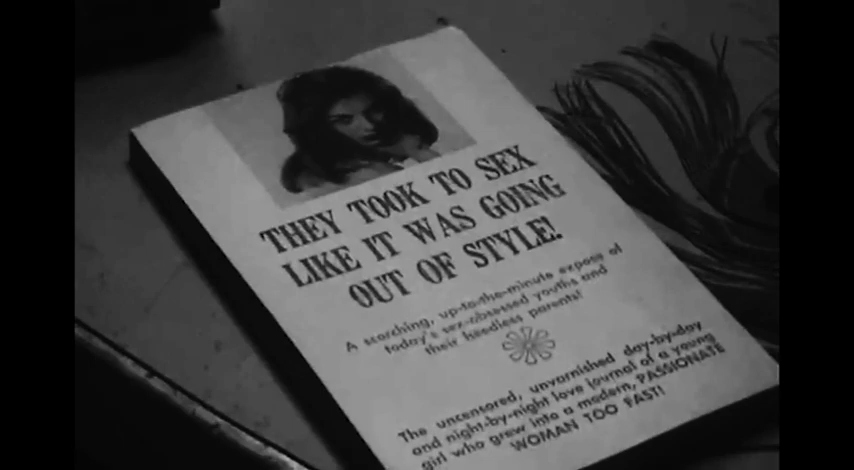 THEY TOOK TO SEX
LIKE IT WAS GOING
OUT OF STYLE!
A scorching, up-to-the-minute expose of
today's sex-obsessed youths and
their heedless parents!
The uncensored, unvarnished day-by-day
and night-by-night love journal of a young
girl who grew into a modern, PASSIONATE
WOMAN TOO FAST!